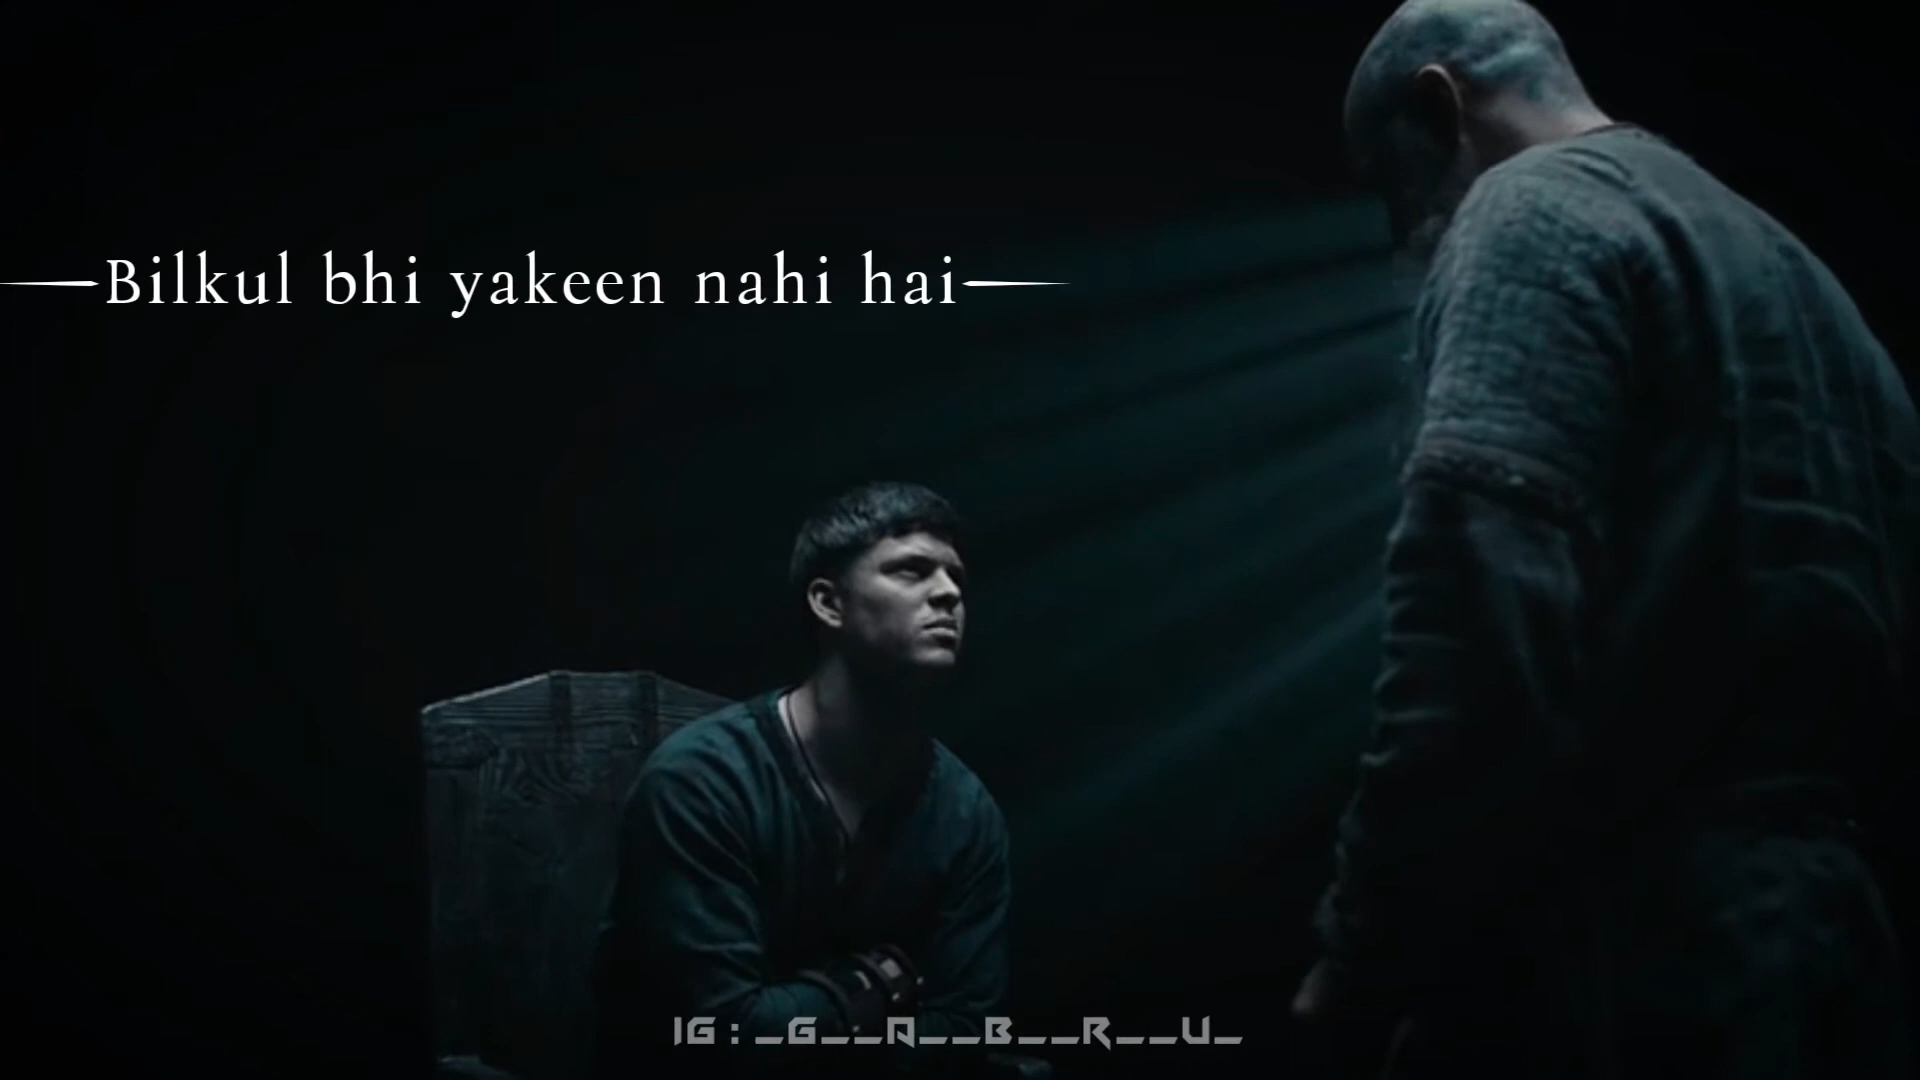 Bilkul bhi yakeen nahi hai
IG : _G__A__B__R__U_